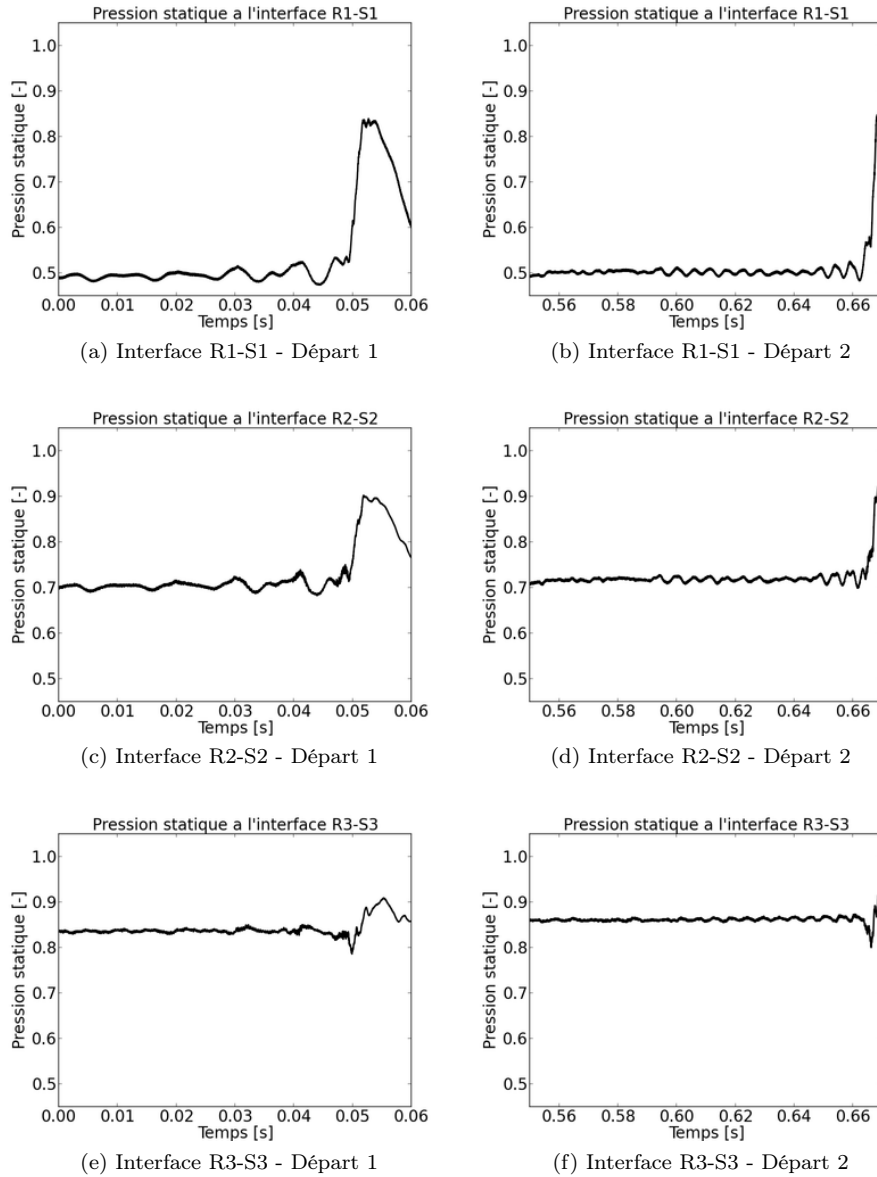 Pression statique a l'interface R1-S1
Pression statique [-]
1.0
0.9
0.8
0.7
0.6
0.5
0.00 0.01 0.02 0.03 0.04 0.05 0.06
Temps [s]
(a) Interface R1-S1 - Départ 1
Pression statique a l'interface R1-S1
Pression statique [-]
1.0
0.9
0.8
0.7
0.6
0.5
0.56 0.58 0.60 0.62 0.64 0.66
Temps [s]
(b) Interface R1-S1 - Départ 2
Pression statique a l'interface R2-S2
Pression statique [-]
1.0
0.9
0.8
0.7
0.6
0.5
0.00 0.01 0.02 0.03 0.04 0.05 0.06
Temps [s]
(c) Interface R2-S2 - Départ 1
Pression statique a l'interface R2-S2
Pression statique [-]
1.0
0.9
0.8
0.7
0.6
0.5
0.56 0.58 0.60 0.62 0.64 0.66
Temps [s]
(d) Interface R2-S2 - Départ 2
Pression statique a l'interface R3-S3
Pression statique [-]
1.0
0.9
0.8
0.7
0.6
0.5
0.00 0.01 0.02 0.03 0.04 0.05 0.06
Temps [s]
(e) Interface R3-S3 - Départ 1
Pression statique a l'interface R3-S3
Pression statique [-]
1.0
0.9
0.8
0.7
0.6
0.5
0.56 0.58 0.60 0.62 0.64 0.66
Temps [s]
(f) Interface R3-S3 - Départ 2